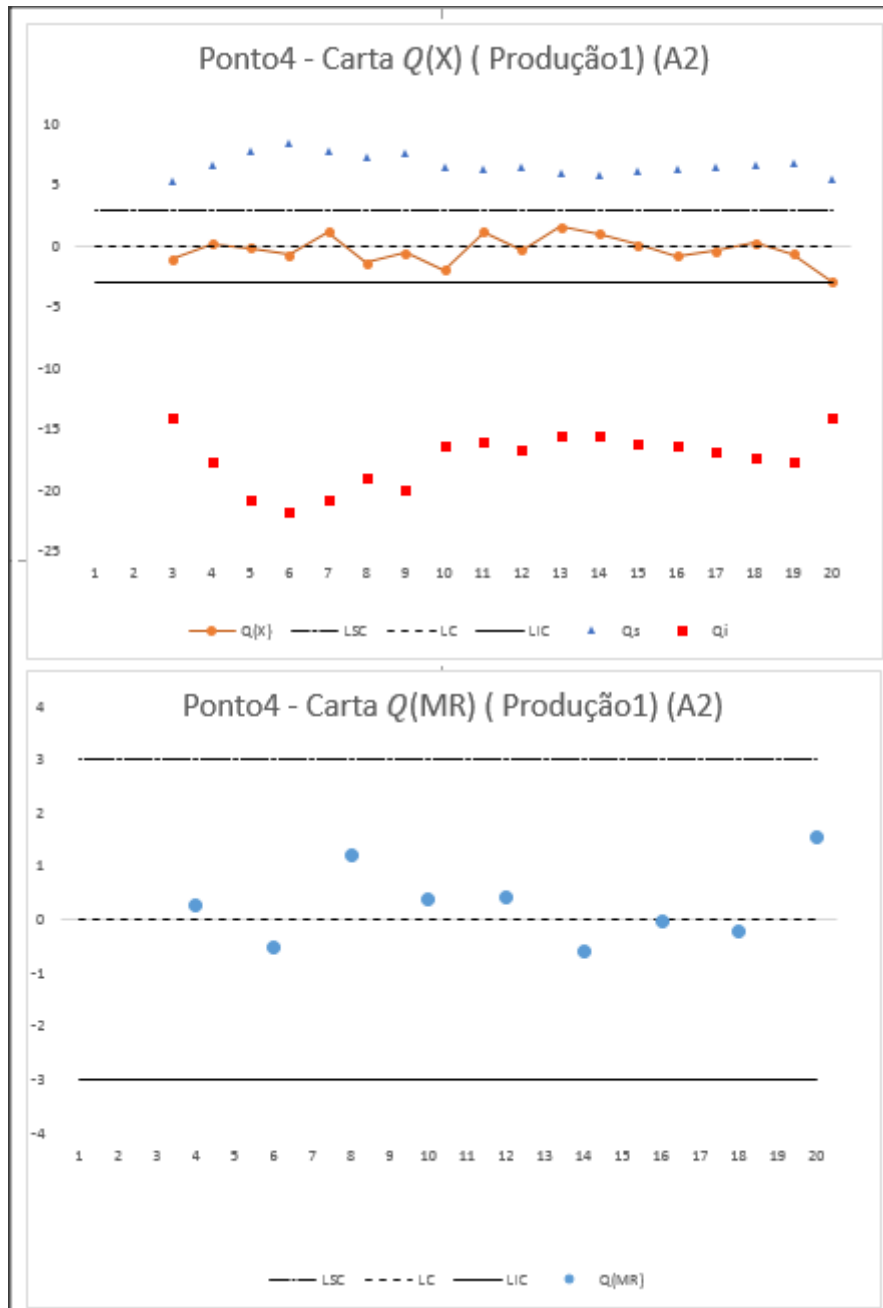 Ponto4 - Carta Q(X) ( Produção1) (A2)
10
5
0
-5
-10
-15
-20
-25
1 2 3 4 5 6 7 8 9 10 11 12 13 14 15 16 17 18 19 20
Q(X) LSC LC LIC Qs Qi
Ponto4 - Carta Q(MR) ( Produção1) (A2)
4
3
2
1
0
-1
-2
-3
-4
1 2 3 4 5 6 7 8 9 10 11 12 13 14 15 16 17 18 19 20
LSC LC LIC Q(MR)